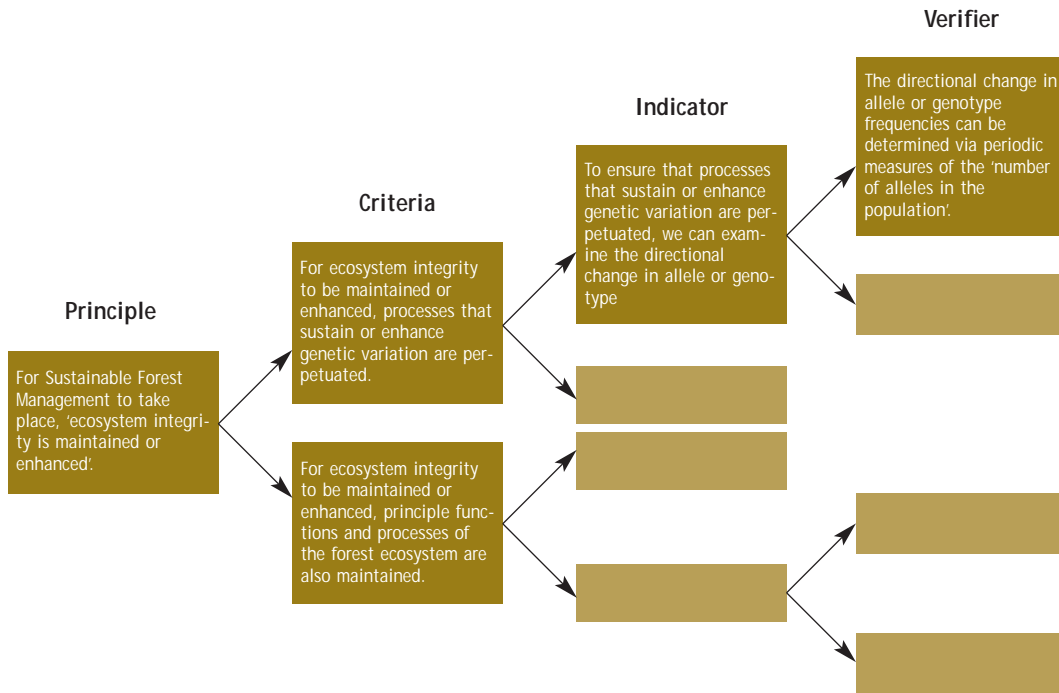 Principle
For Sustainable Forest
Management to take
place, ‘ecosystem integri-
ty is maintained or
enhanced’.
Criteria
For ecosystem integrity
to be maintained or
enhanced, processes that
sustain or enhance
genetic variation are per-
petuated.
For ecosystem integrity
to be maintained or
enhanced, principle func-
tions and processes of
the forest ecosystem are
also maintained.
Indicator
To ensure that processes
that sustain or enhance
genetic variation are per-
petuated, we can exam-
ine the directional
change in allele or geno-
type
Verifier
The directional change in
allele or genotype
frequencies can be
determined via periodic
measures of the ‘number
of alleles in the
population’.